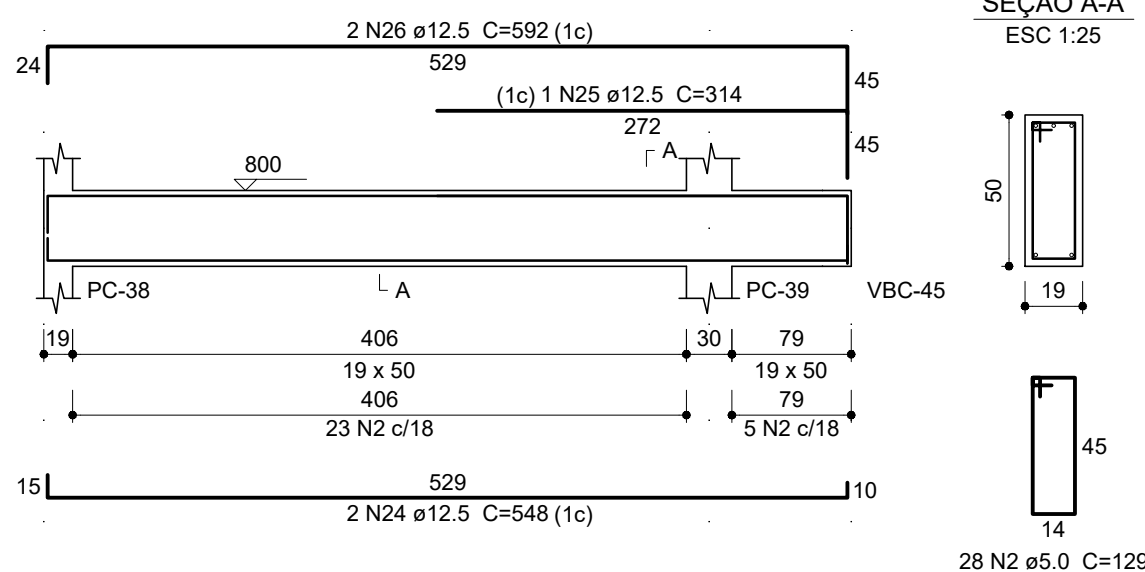 SEÇÃO A-A
ESC 1:25
2 N26 ø12.5 C=592 (1c)
24
529
45
(1c) 1 N25 ø12.5 C=314
272
45
A
800
50
PC-38
A
PC-39
VBC-45
19
19
406
30
79
19 x 50
19 x 50
406
79
23 N2 c/18
5 N2 c/18
45
15
529
10
2 N24 ø12.5 C=548 (1c)
14
28 N2 ø5.0 C=129